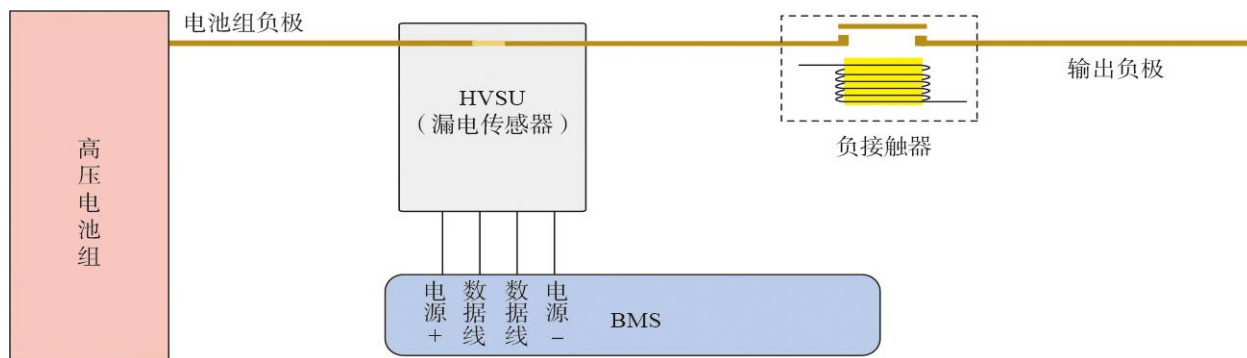 电池组负极
HVSU
（漏电传感器）
输出负极
负接触器
高压电池组
电源+
数据线
数据线
电源−
BMS